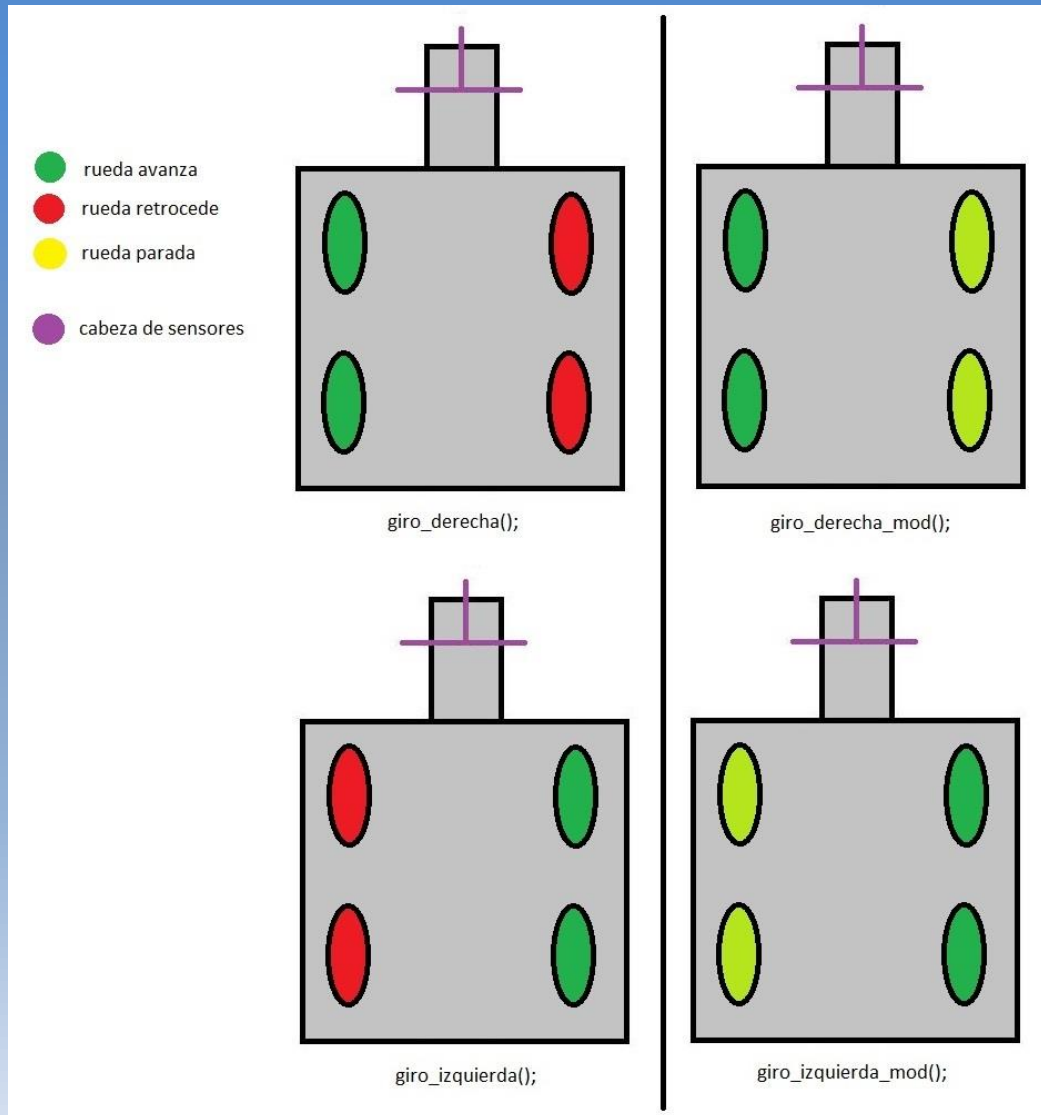 rueda avanza
rueda retrocede
rueda parada
cabeza de sensores
giro_derecha();
giro_derecha_mod();
giro_izquierda();
giro_izquierda_mod();